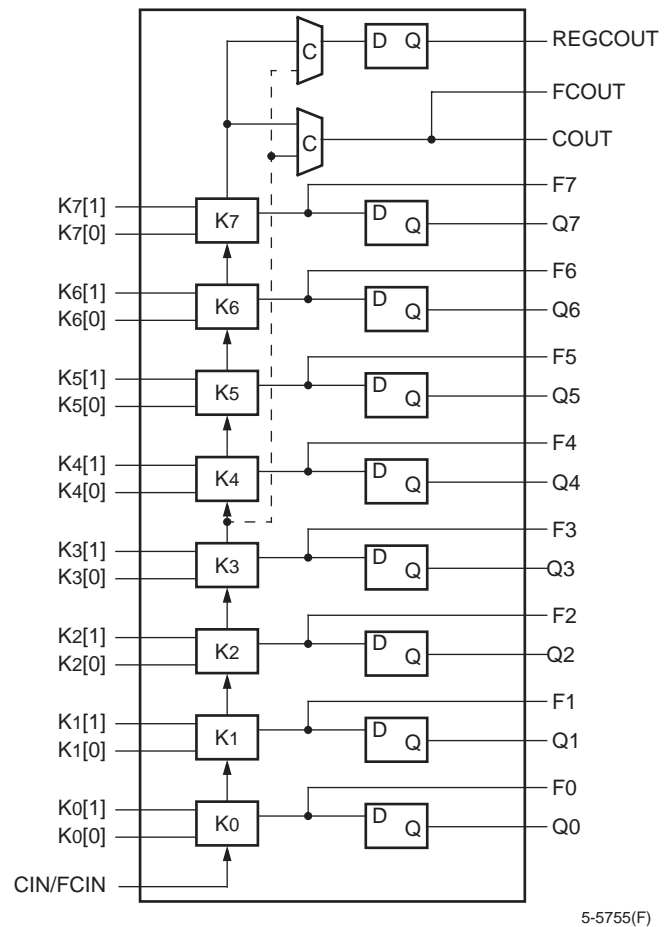 C D Q REGCOUT
FCOUT
C COUT
K7[1] K7 F7
K7[0] D Q Q7
K6[1] K6 F6
K6[0] D Q Q6
K5[1] K5 F5
K5[0] D Q Q5
K4[1] K4 F4
K4[0] D Q Q4
K3[1] K3 F3
K3[0] D Q Q3
K2[1] K2 F2
K2[0] D Q Q2
K1[1] K1 F1
K1[0] D Q Q1
K0[1] K0 F0
K0[0] D Q Q0
CIN/FCIN
5-5755(F)